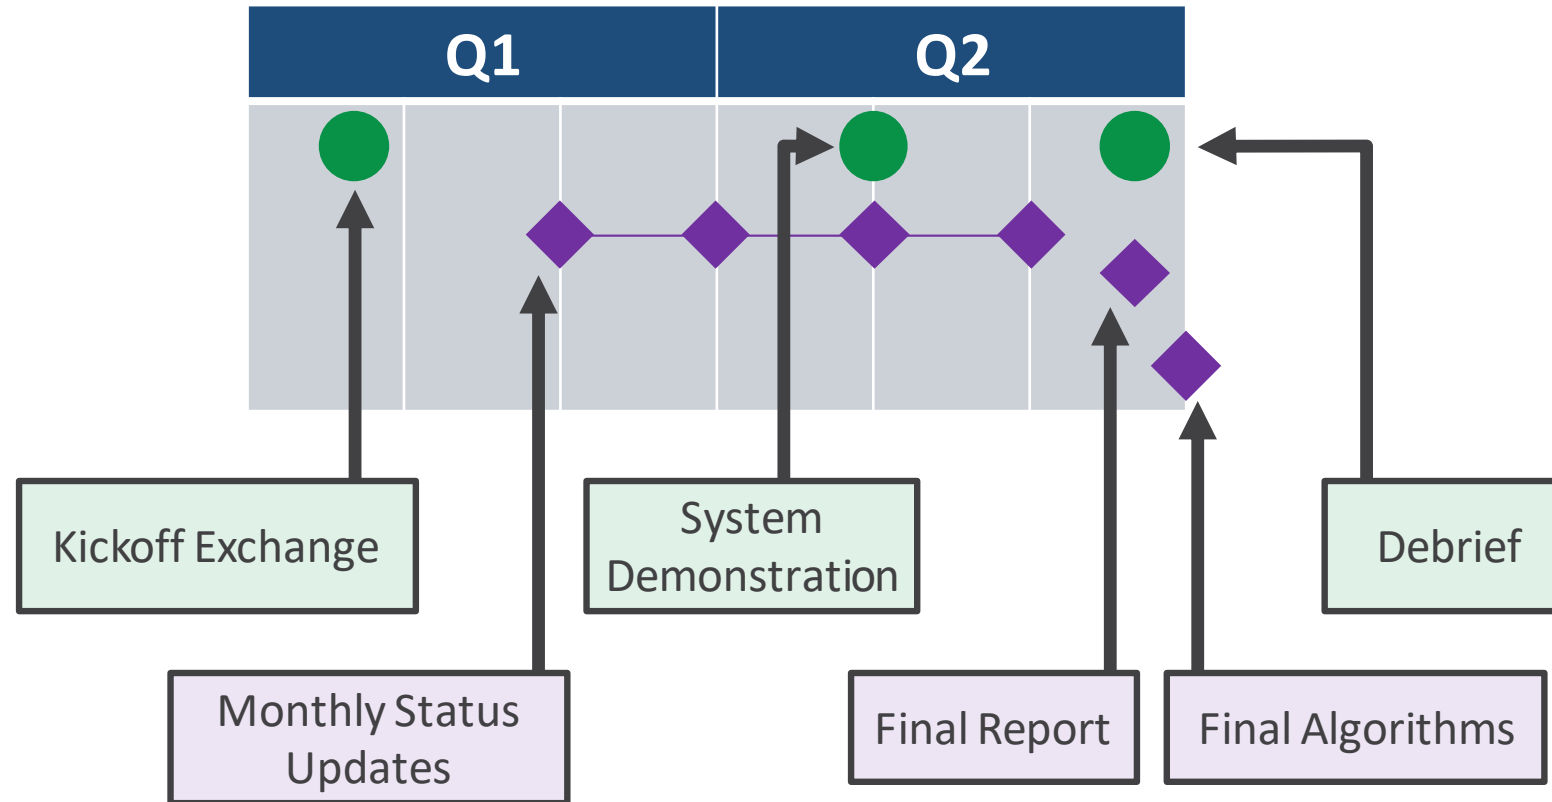 Q1
Q2
Kickoff Exchange
System
Demonstration
Debrief
Monthly Status
Updates
Final Report
Final Algorithms